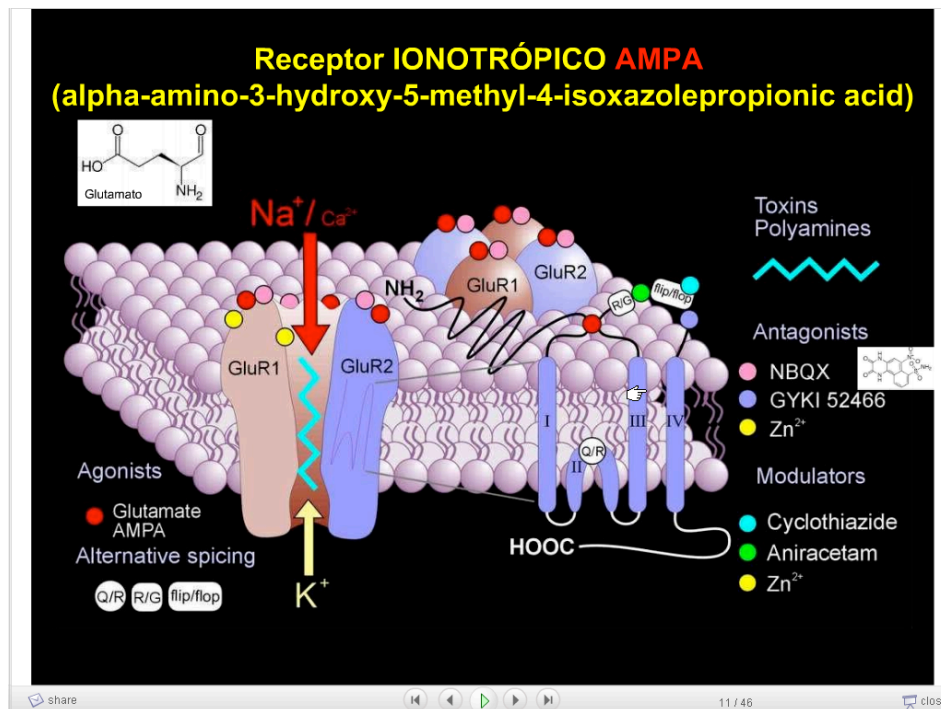 Receptor IONOTRÓPICO AMPA
(alpha-amino-3-hydroxy-5-methyl-4-isoxazolepropionic acid)
O
O
HO
NH2
Glutamato
Na+/ Ca2+
Toxins
Polyamines
GluR1
GluR2
NH2
R/G
flip/flop
Antagonists
NBQX
GYKI 52466
Zn2+
GluR1
GluR2
I
II
III
IV
Q/R
Agonists
Glutamate
AMPA
Modulators
Cyclothiazide
Aniracetam
Zn2+
HOOC
Alternative spicing
Q/R
R/G
flip/flop
K+
share
11 / 46
clos